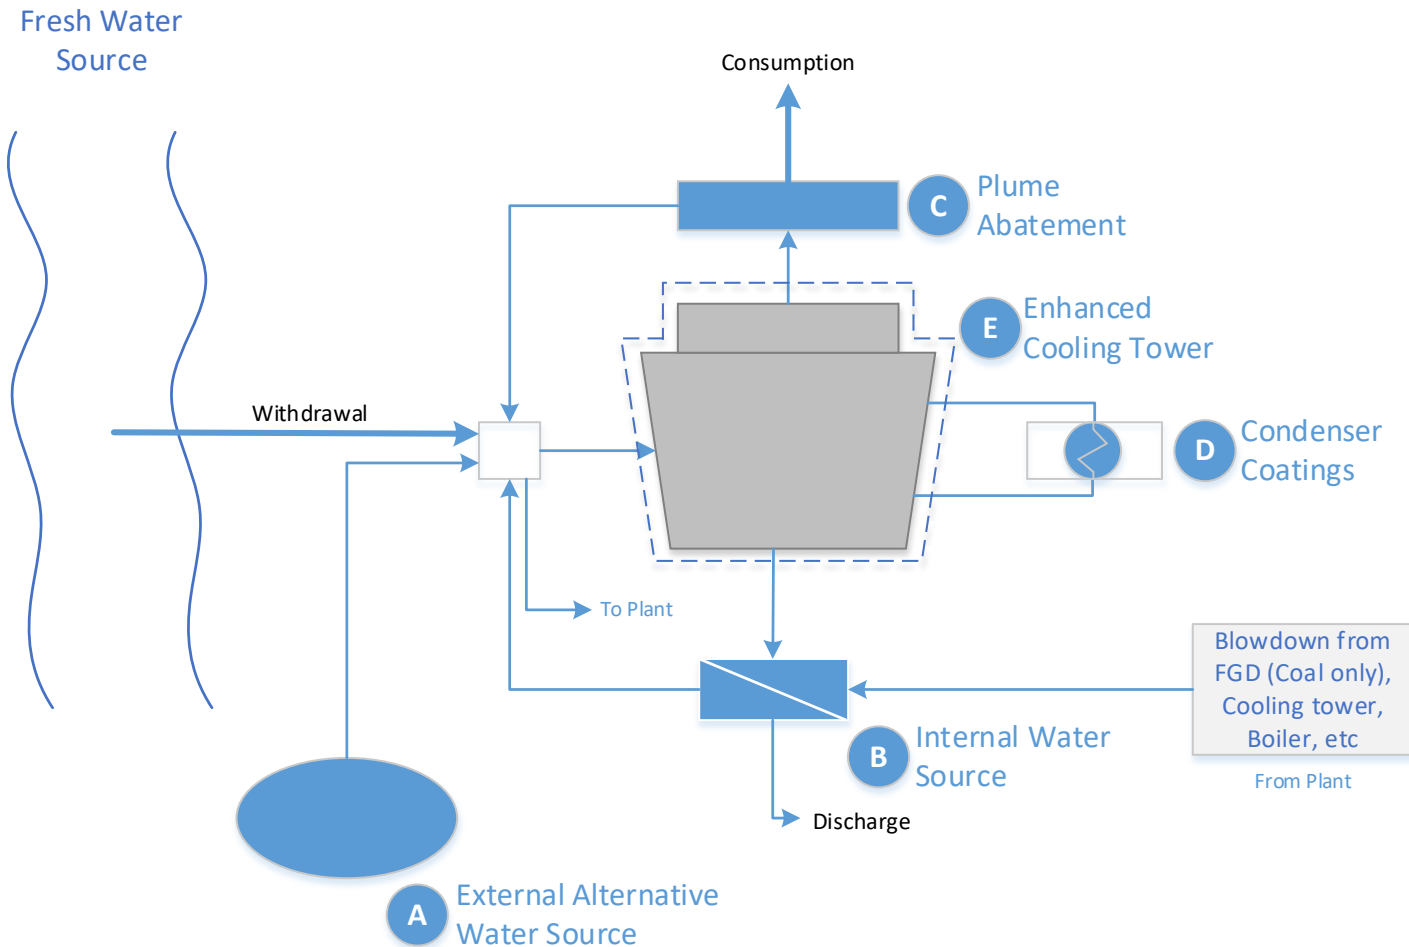 Fresh Water
Source
Consumption
C
Plume
Abatement
E
Enhanced
Cooling Tower
Withdrawal
D
Condenser
Coatings
To Plant
Blowdown from
FGD (Coal only),
Cooling tower,
Boiler, etc
From Plant
B
Internal Water
Source
Discharge
A
External Alternative
Water Source